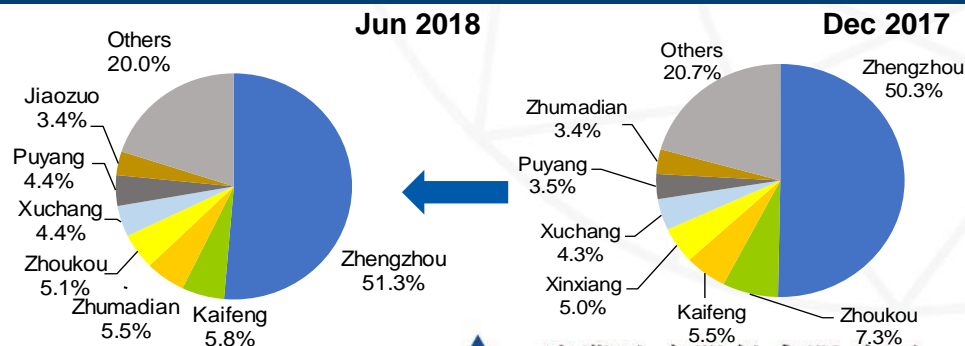 Jun 2018
Others
20.0%
Jiaozuo
3.4%
Puyang
4.4%
Xuchang
4.4%
Zhoukou
5.1%
Zhumadian
5.5%
Kaifeng
5.8%
Zhengzhou
51.3%
Dec 2017
Others
20.7%
Zhengzhou
50.3%
Zhumadian
3.4%
Puyang
3.5%
Xuchang
4.3%
Xinxiang
5.0%
Kaifeng
5.5%
Zhoukou
7.3%